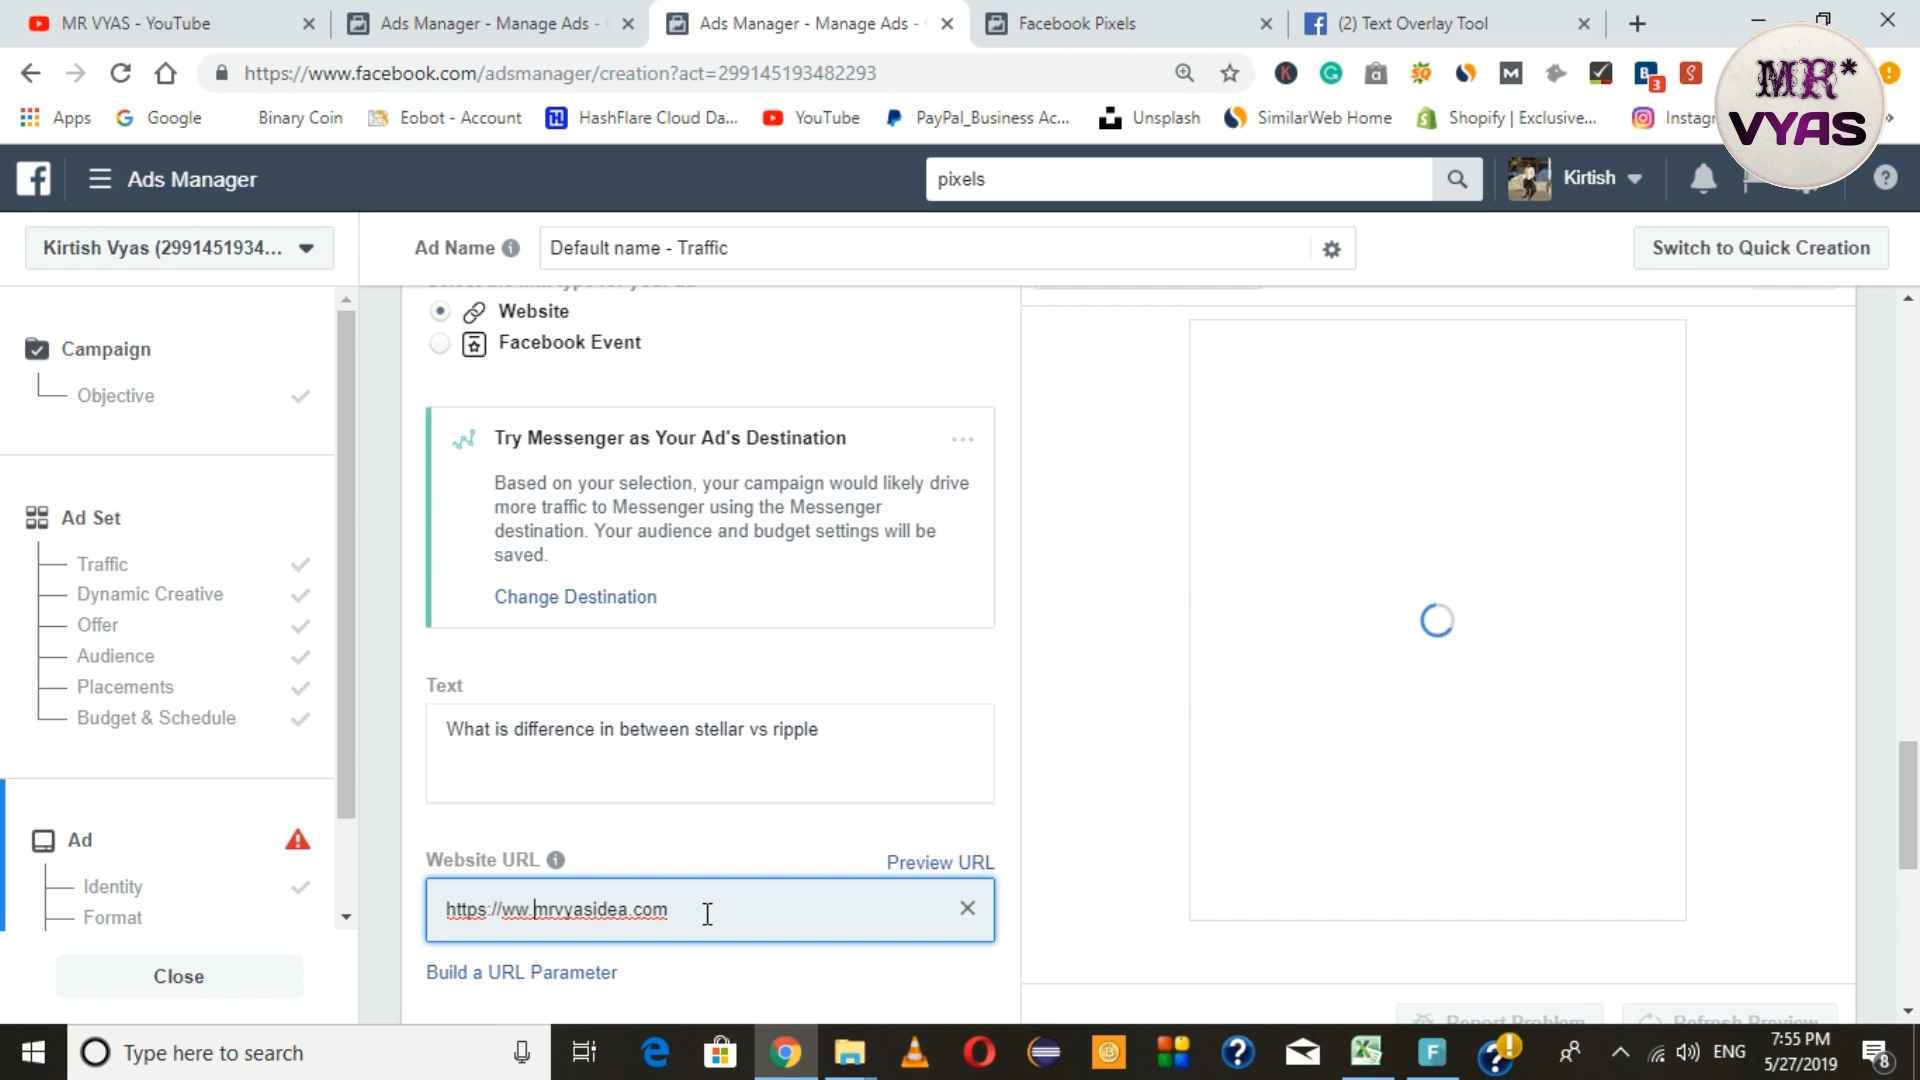 MR VYAS - YouTube
Ads Manager - Manage Ads -
Ads Manager - Manage Ads -
Facebook Pixels
(2) Text Overlay Tool
https://www.facebook.com/adsmanager/creation?act=299145193482293
3
Apps
Google
Binary Coin
Eobot - Account
HashFlare Cloud Da...
YouTube
PayPal_Business Ac...
Unsplash
SimilarWeb Home
Shopify | Exclusive...
Instag
MR*
VYAS
Ads Manager
pixels
Kirtish
Kirtish Vyas (2991451934...
Ad Name
Default name - Traffic
Switch to Quick Creation
Campaign
Objective
Ad Set
Traffic
Dynamic Creative
Offer
Audience
Placements
Budget & Schedule
Ad
Identity
Format
Close
Website
Facebook Event
Try Messenger as Your Ad's Destination
Based on your selection, your campaign would likely drive
more traffic to Messenger using the Messenger
destination. Your audience and budget settings will be
saved.
Change Destination
Text
What is difference in between stellar vs ripple
Website URL
Preview URL
https://ww.mrvyasidea.com
Build a URL Parameter
Report Problem
Refresh Preview
Type here to search
ENG
7:55 PM
5/27/2019
8